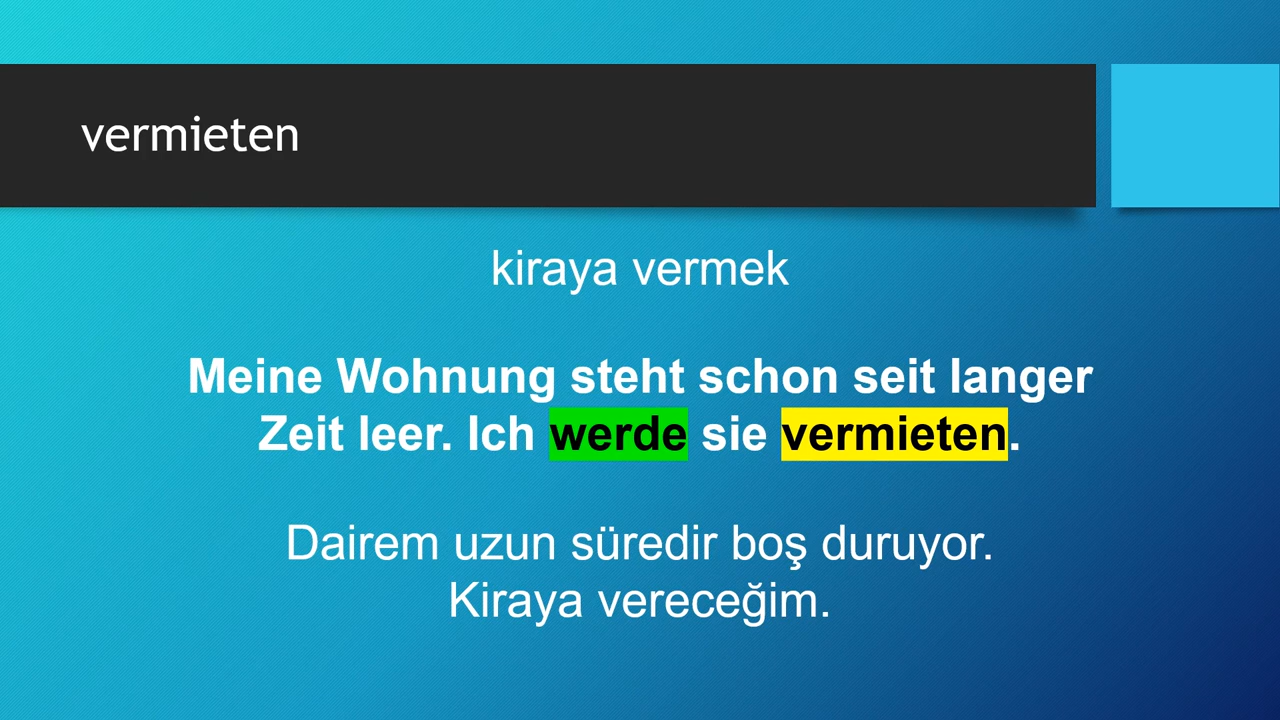 vermieten
kiraya vermek
Meine Wohnung steht schon seit langer
Zeit leer. Ich werde sie vermieten.
Dairem uzun süredir boş duruyor.
Kiraya vereceğim.